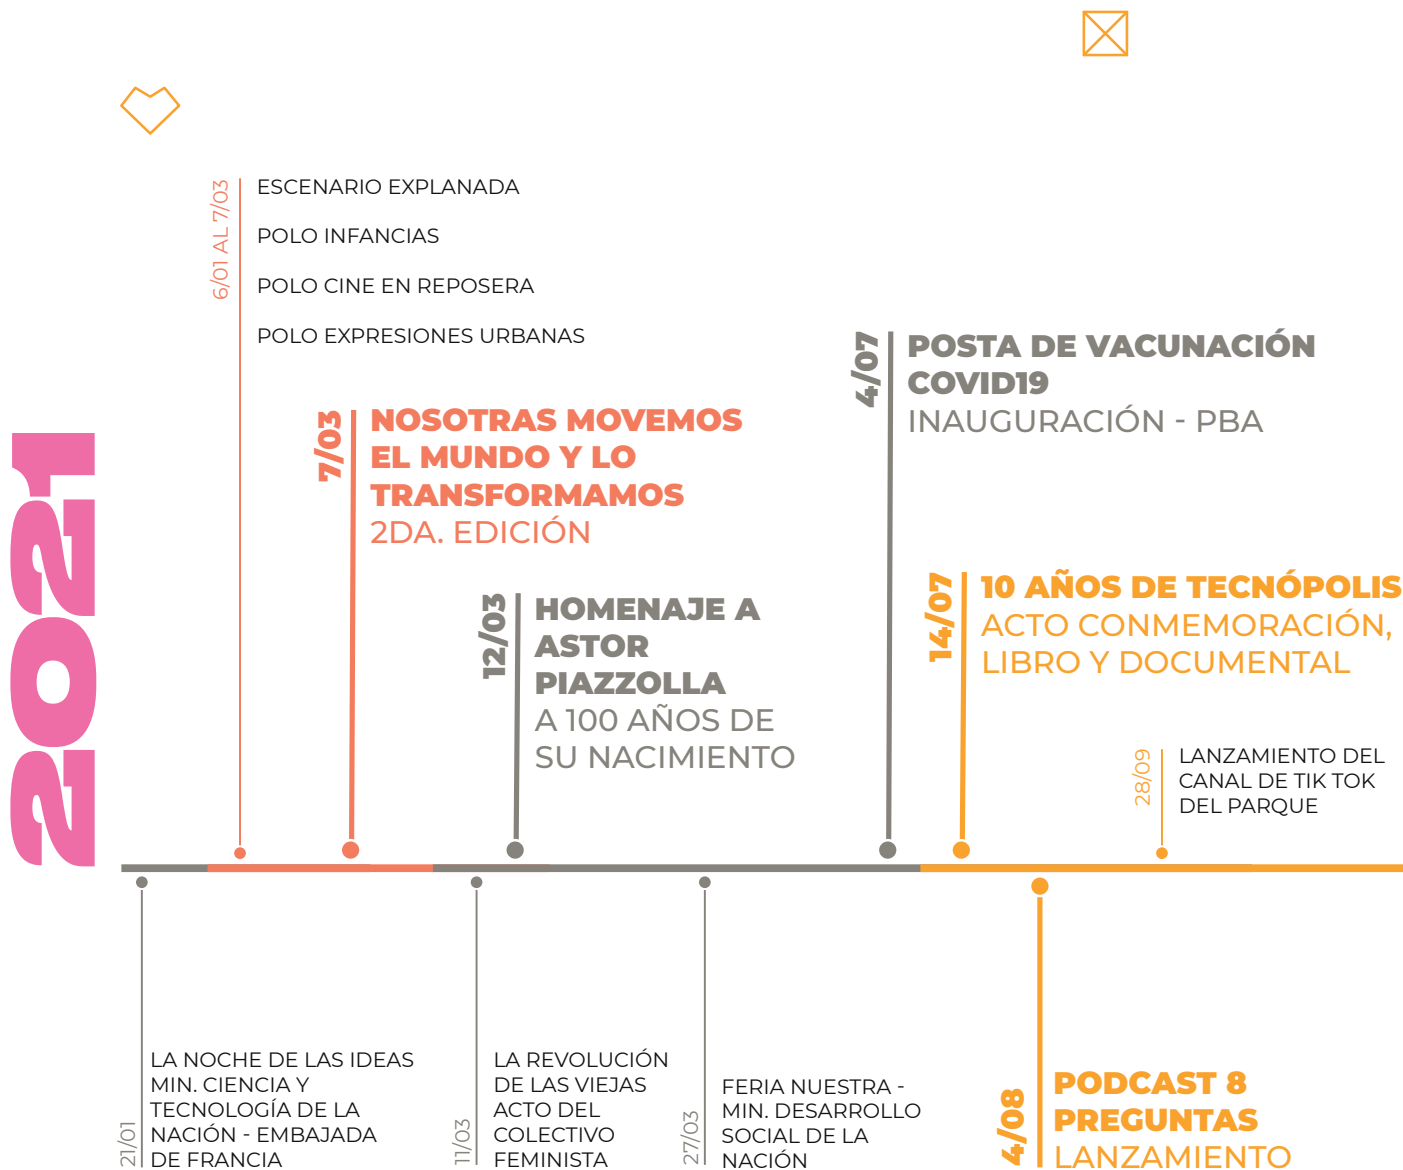 2021
6/01 AL 7/03
ESCENARIO EXPLANADA
POLO INFANCIAS
POLO CINE EN REPOSERA
POLO EXPRESIONES URBANAS
7/03
NOSOTRAS MOVEMOS
EL MUNDO Y LO
TRANSFORMAMOS
2DA. EDICIÓN
12/03
HOMENAJE A
ASTOR
PIAZZOLLA
A 100 AÑOS DE
SU NACIMIENTO
4/07
POSTA DE VACUNACIÓN
COVID19
INAUGURACIÓN - PBA
14/07
10 AÑOS DE TECNÓPOLIS
ACTO CONMEMORACIÓN,
LIBRO Y DOCUMENTAL
28/09
LANZAMIENTO DEL
CANAL DE TIK TOK
DEL PARQUE
21/01
LA NOCHE DE LAS IDEAS
MIN. CIENCIA Y
TECNOLOGÍA DE LA
NACIÓN - EMBAJADA
DE FRANCIA
11/03
LA REVOLUCIÓN
DE LAS VIEJAS
ACTO DEL
COLECTIVO
FEMINISTA
27/03
FERIA NUESTRA -
MIN. DESARROLLO
SOCIAL DE LA
NACIÓN
4/08
PODCAST 8
PREGUNTAS
LANZAMIENTO